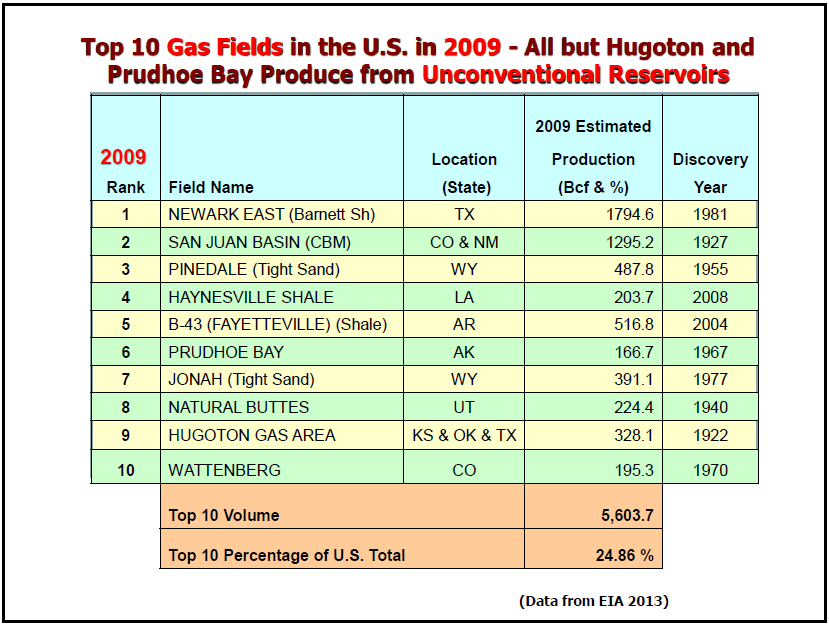 Top 10 Gas Fields in the U.S. in 2009 - All but Hugoton and
Prudhoe Bay Produce from Unconventional Reservoirs
2009 Estimated
2009 Location Production Discovery
Rank Field Name (State) (Bcf & %) Year
1 NEWARK EAST (Barnett Sh) TX 1794.6 1981
2 SAN JUAN BASIN (CBM) CO & NM 1295.2 1927
3 PINEDALE (Tight Sand) WY 487.8 1955
4 HAYNESVILLE SHALE LA 203.7 2008
5 B-43 (FAYETTEVILLE) (Shale) AR 516.8 2004
6 PRUDHOE BAY AK 166.7 1967
7 JONAH (Tight Sand) WY 391.1 1977
8 NATURAL BUTTES UT 224.4 1940
9 HUGOTON GAS AREA KS & OK & TX 328.1 1922
10 WATTENBERG CO 195.3 1970
Top 10 Volume 5,603.7
Top 10 Percentage of U.S. Total 24.86 %
(Data from EIA 2013)